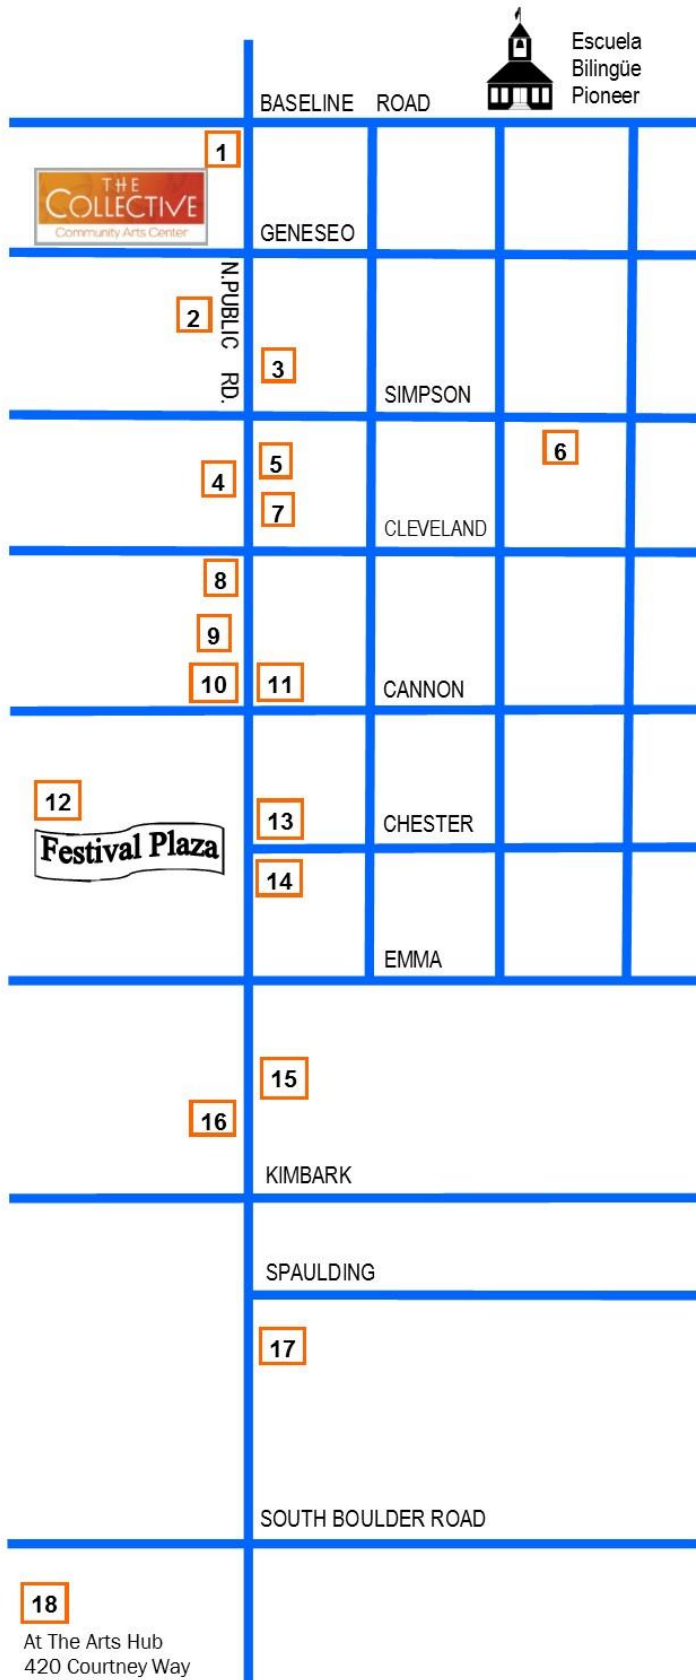 Escuela
Bilingüe
Pioneer
BASELINE ROAD
1
THE
COLLECTIVE
Community Arts Center
GENESEO
N.PUBLIC RD.
2
3
SIMPSON
4
5
6
7
CLEVELAND
8
9
10
11
CANNON
12
Festival Plaza
13
CHESTER
14
EMMA
15
16
KIMBARK
SPAULDING
17
SOUTH BOULDER ROAD
18
At The Arts Hub
420 Courtney Way